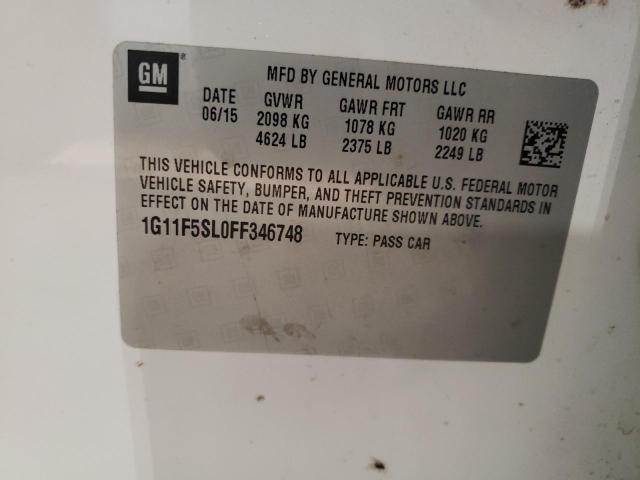 GM
MFD BY GENERAL MOTORS LLC
DATE GVWR GAWR FRT GAWR RR
06/15 2098 KG 1078 KG 1020 KG
4624 LB 2375 LB 2249 LB
THIS VEHICLE CONFORMS TO ALL APPLICABLE U.S. FEDERAL MOTOR
VEHICLE SAFETY, BUMPER, AND THEFT PREVENTION STANDARDS IN
EFFECT ON THE DATE OF MANUFACTURE SHOWN ABOVE.
1G11F5SL0FF346748 TYPE: PASS CAR